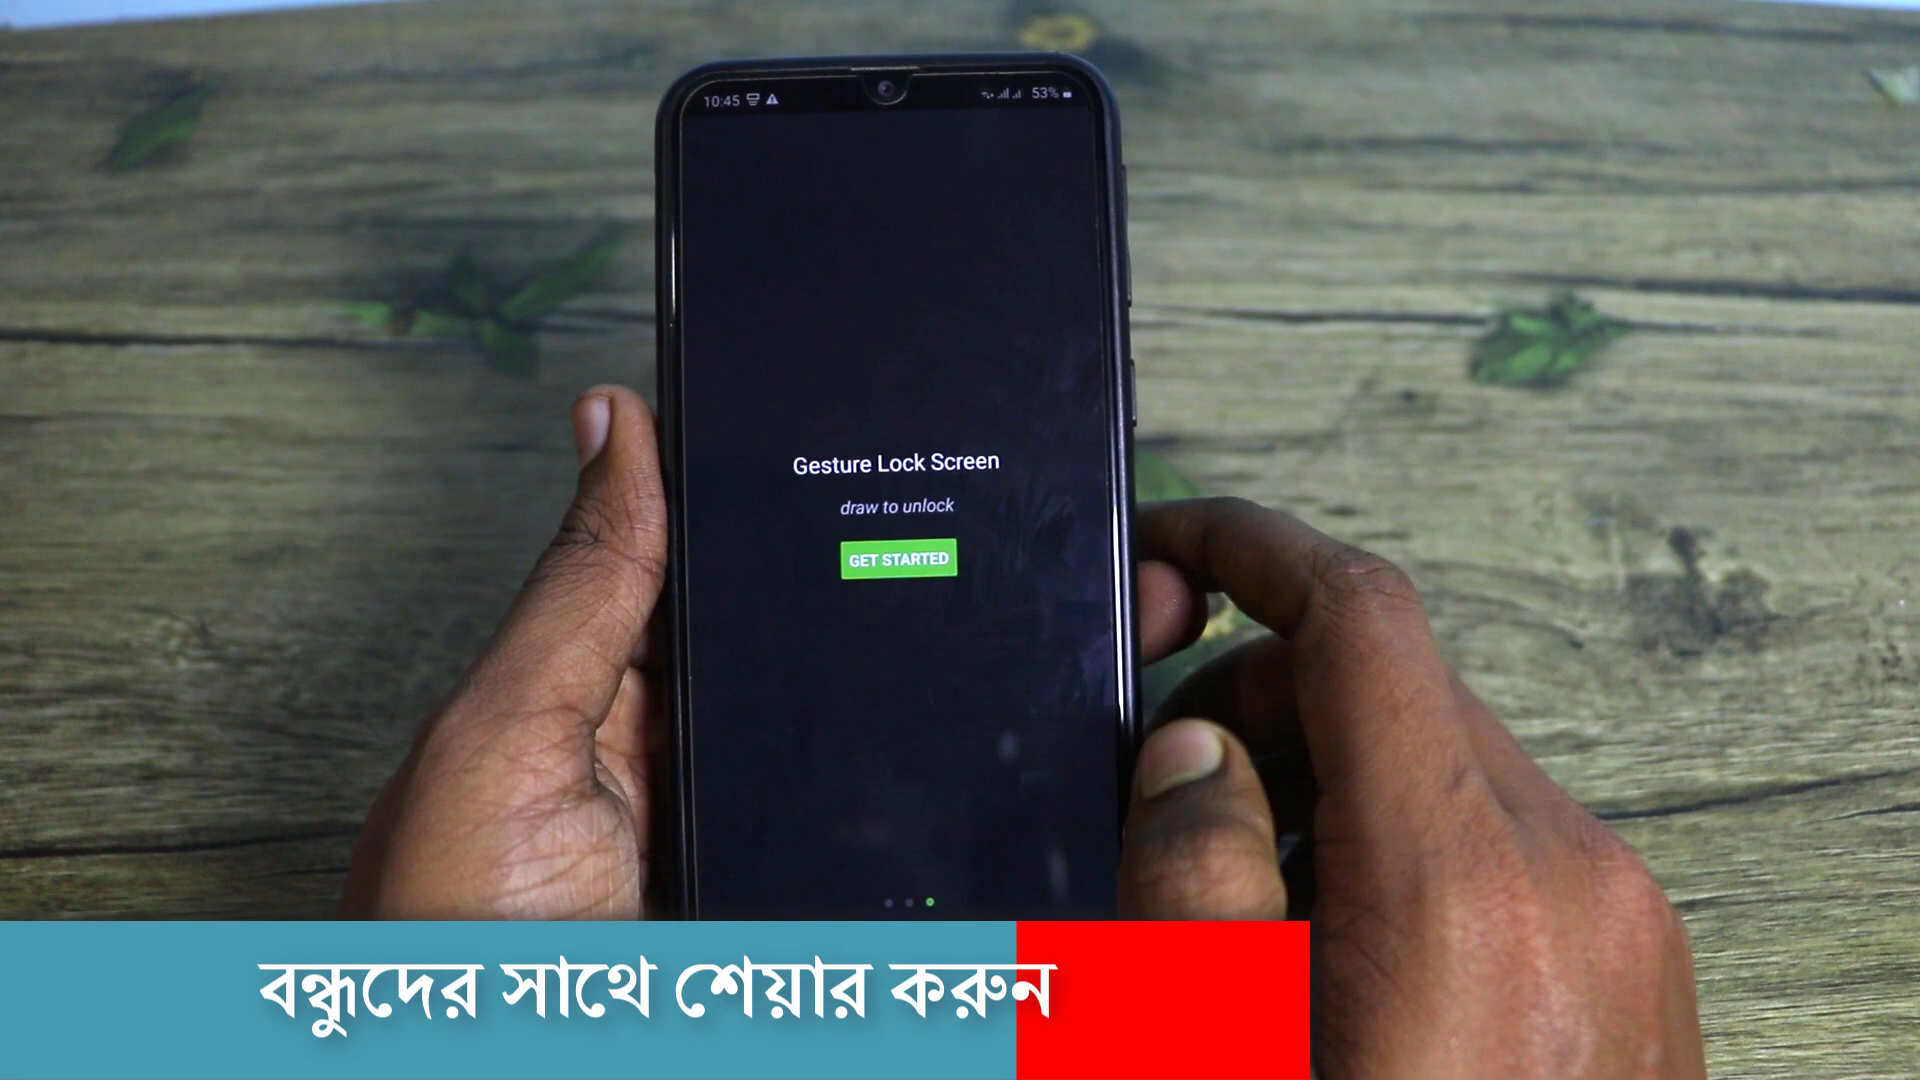 10:45
53%
Gesture Lock Screen
draw to unlock
GET STARTED
বন্ধুদের সাথে শেয়ার করুন